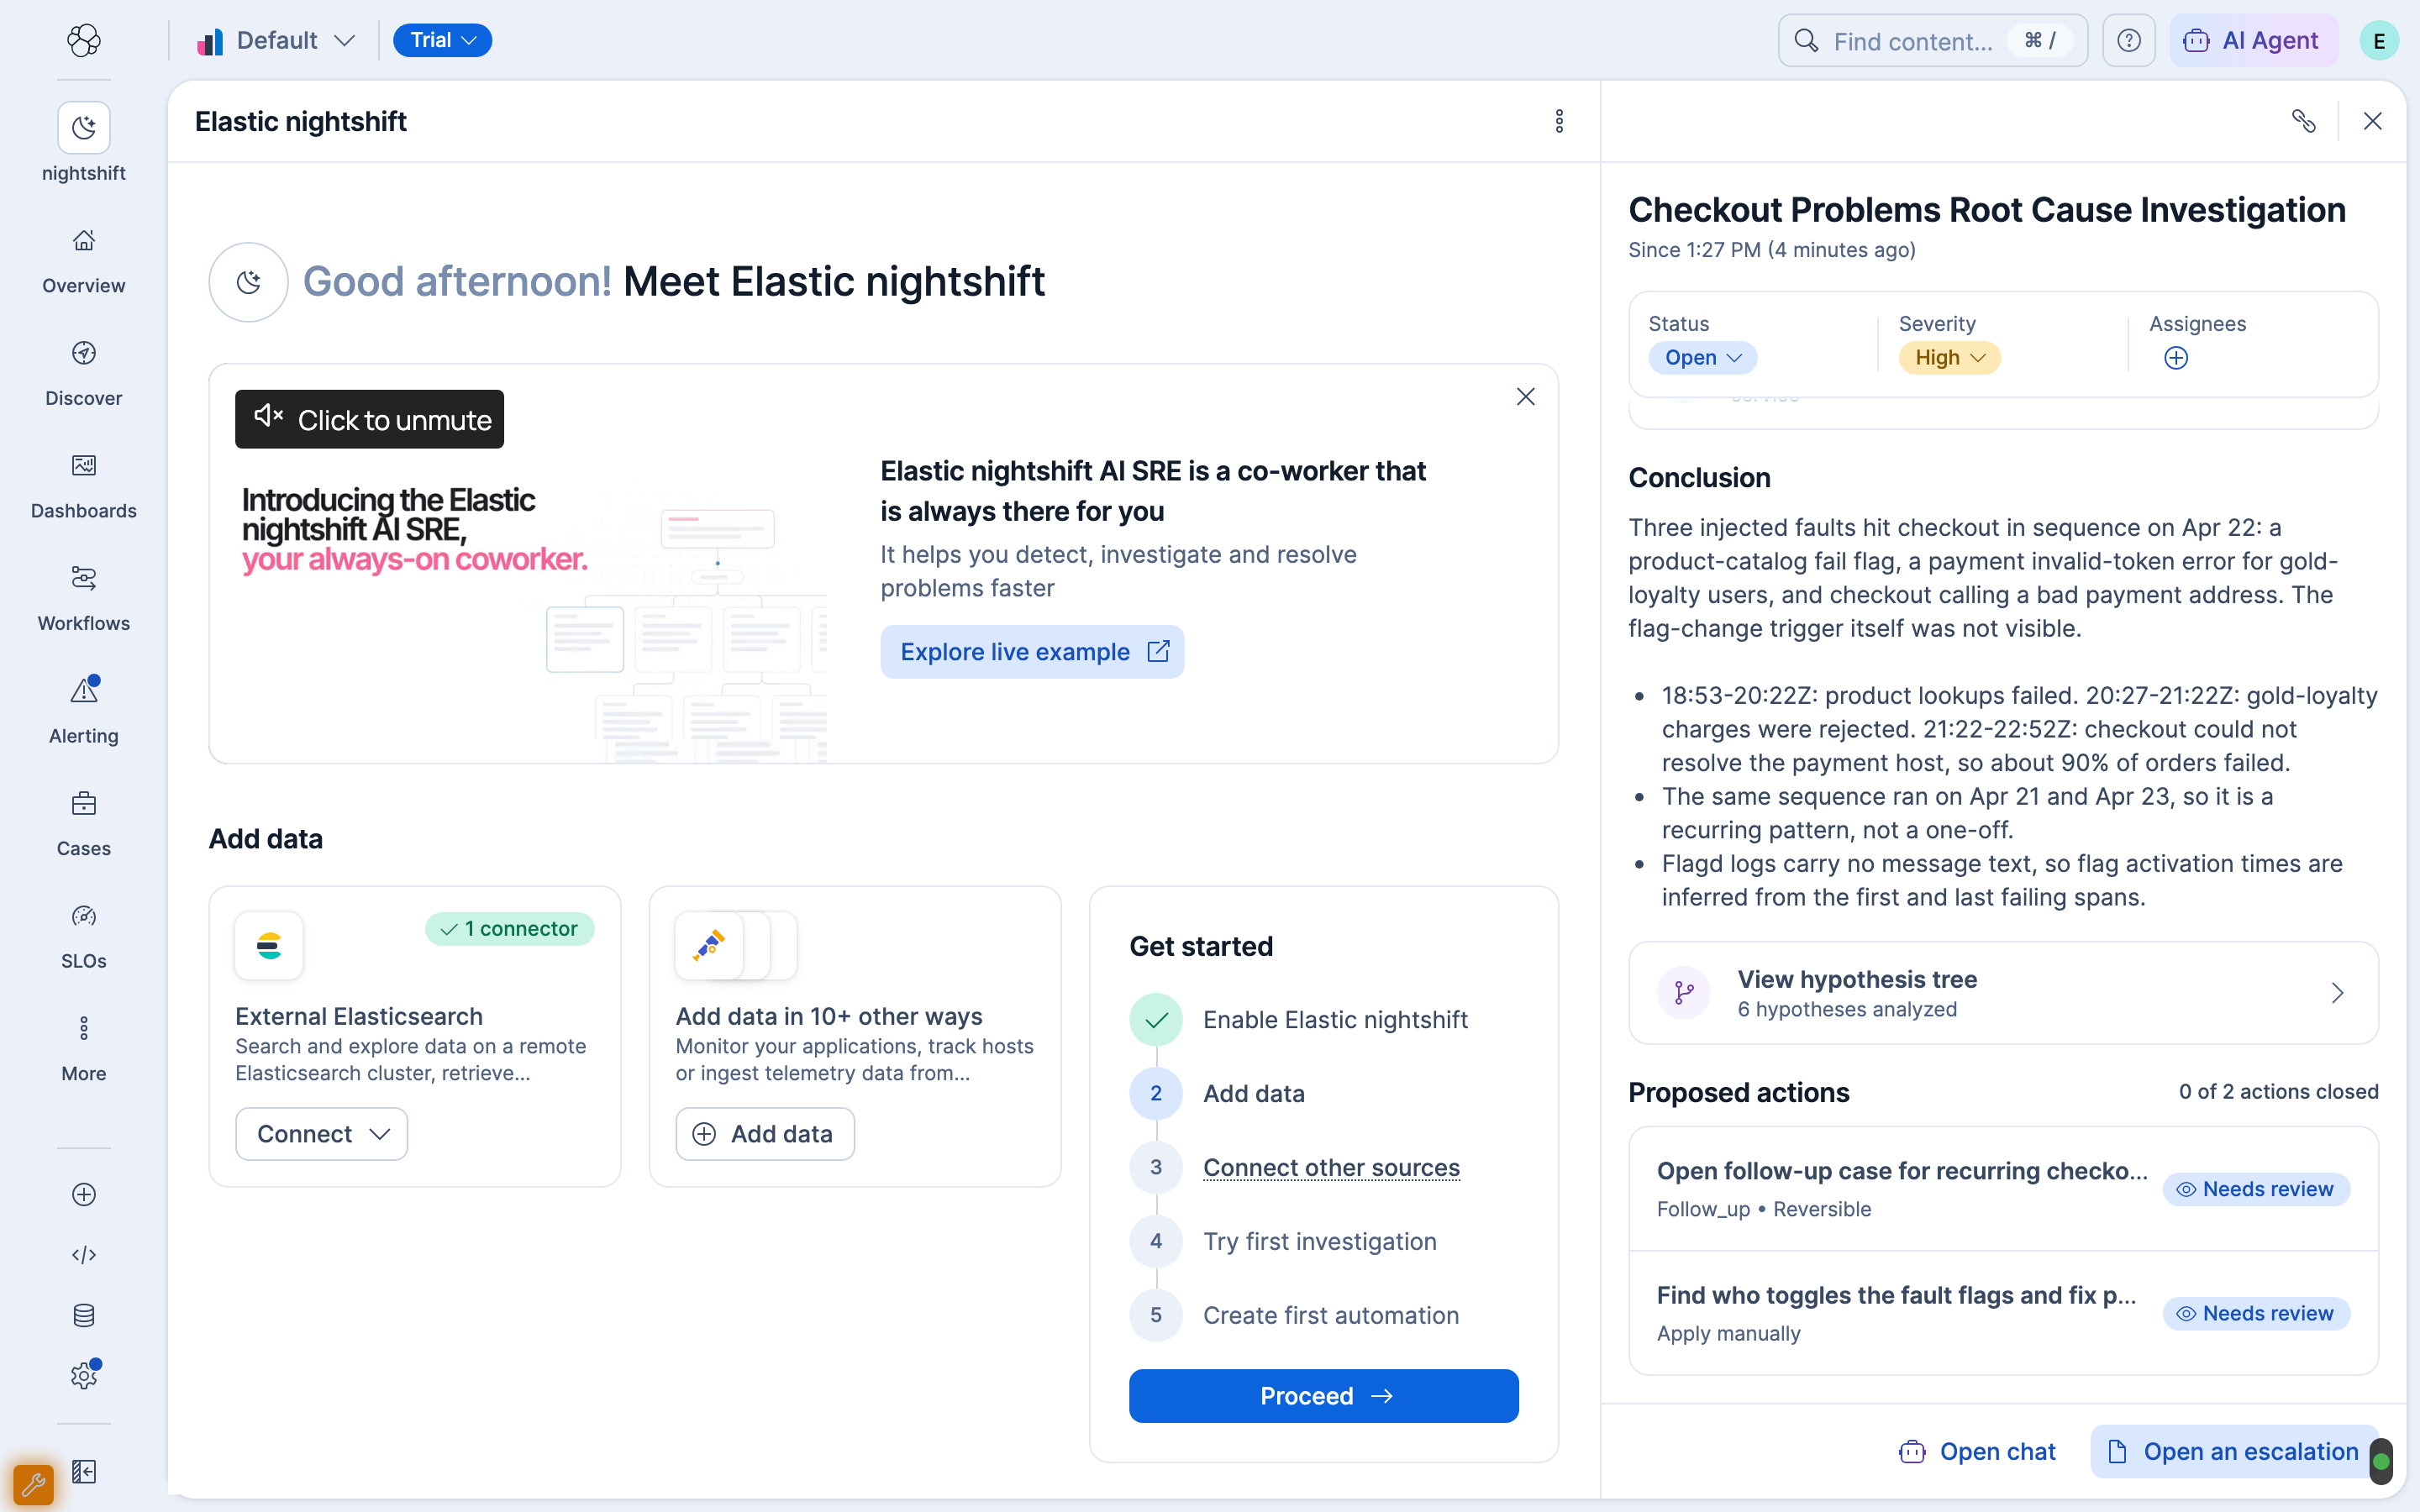 Default
Trial
Find content...
⌘ /
AI Agent
E
nightshift
Overview
Discover
Dashboards
Workflows
Alerting
Cases
SLOs
More
Elastic nightshift
Good afternoon! Meet Elastic nightshift
Click to unmute
Introducing the Elastic
nightshift AI SRE,
your always-on coworker.
Elastic nightshift AI SRE is a co-worker that
is always there for you
It helps you detect, investigate and resolve
problems faster
Explore live example
Add data
1 connector
External Elasticsearch
Search and explore data on a remote
Elasticsearch cluster, retrieve...
Connect
Add data in 10+ other ways
Monitor your applications, track hosts
or ingest telemetry data from...
Add data
Get started
Enable Elastic nightshift
2 Add data
3 Connect other sources
4 Try first investigation
5 Create first automation
Proceed
Checkout Problems Root Cause Investigation
Since 1:27 PM (4 minutes ago)
Status
Severity
Assignees
Open
High
Conclusion
Three injected faults hit checkout in sequence on Apr 22: a
product-catalog fail flag, a payment invalid-token error for gold-
loyalty users, and checkout calling a bad payment address. The
flag-change trigger itself was not visible.
• 18:53-20:22Z: product lookups failed. 20:27-21:22Z: gold-loyalty
charges were rejected. 21:22-22:52Z: checkout could not
resolve the payment host, so about 90% of orders failed.
• The same sequence ran on Apr 21 and Apr 23, so it is a
recurring pattern, not a one-off.
• Flagd logs carry no message text, so flag activation times are
inferred from the first and last failing spans.
View hypothesis tree
6 hypotheses analyzed
Proposed actions
0 of 2 actions closed
Open follow-up case for recurring checko...
Follow_up • Reversible
Needs review
Find who toggles the fault flags and fix p...
Apply manually
Needs review
Open chat
Open an escalation